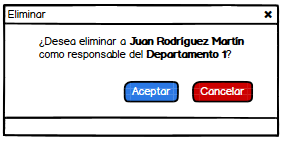 Eliminar
¿Desea eliminar a Juan Rodríguez Martín
como responsable del Departamento 1?
Aceptar Cancelar